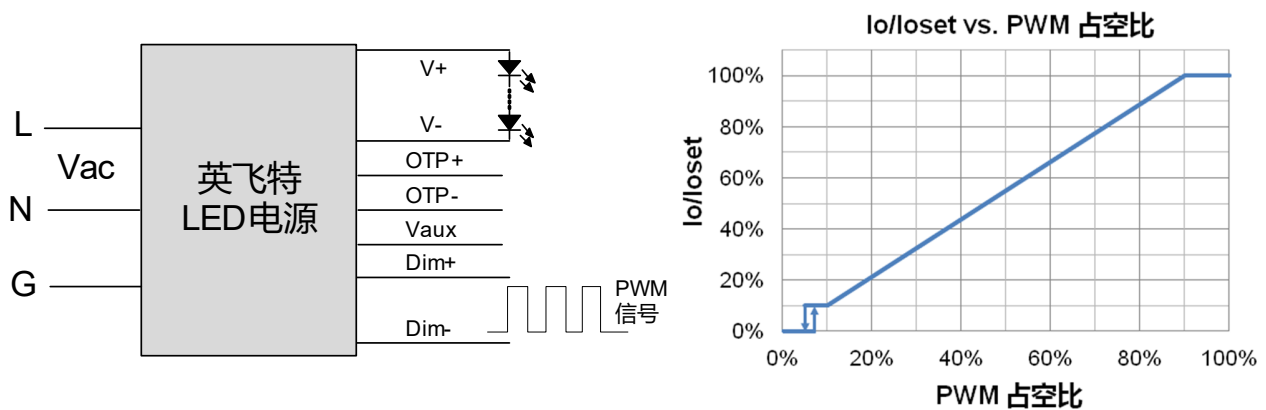 L
Vac
N
G
英飞特
LED电源
V+
V-
OTP+
OTP-
Vaux
Dim+
Dim-
PWM
信号
Io/Ioset vs. PWM 占空比
Io/Ioset
100%
80%
60%
40%
20%
0%
0% 20% 40% 60% 80% 100%
PWM 占空比